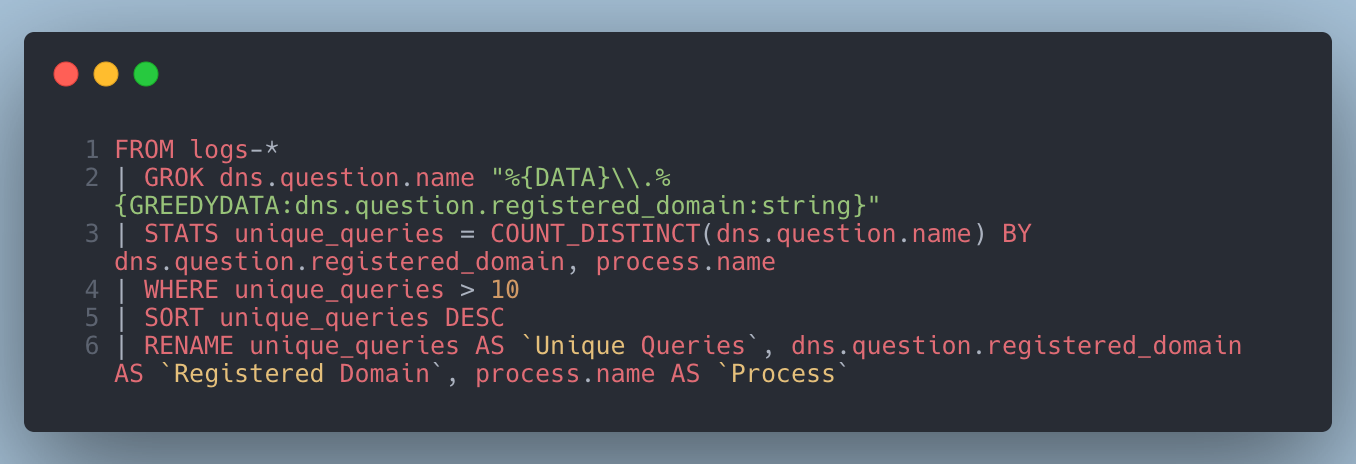 1 FROM logs-*
2 | GROK dns.question.name "%{DATA}\\.%
{GREEDYDATA:dns.question.registered_domain:string}"
3 | STATS unique_queries = COUNT_DISTINCT(dns.question.name) BY
dns.question.registered_domain, process.name
4 | WHERE unique_queries > 10
5 | SORT unique_queries DESC
6 | RENAME unique_queries AS `Unique Queries`, dns.question.registered_domain
AS `Registered Domain`, process.name AS `Process`